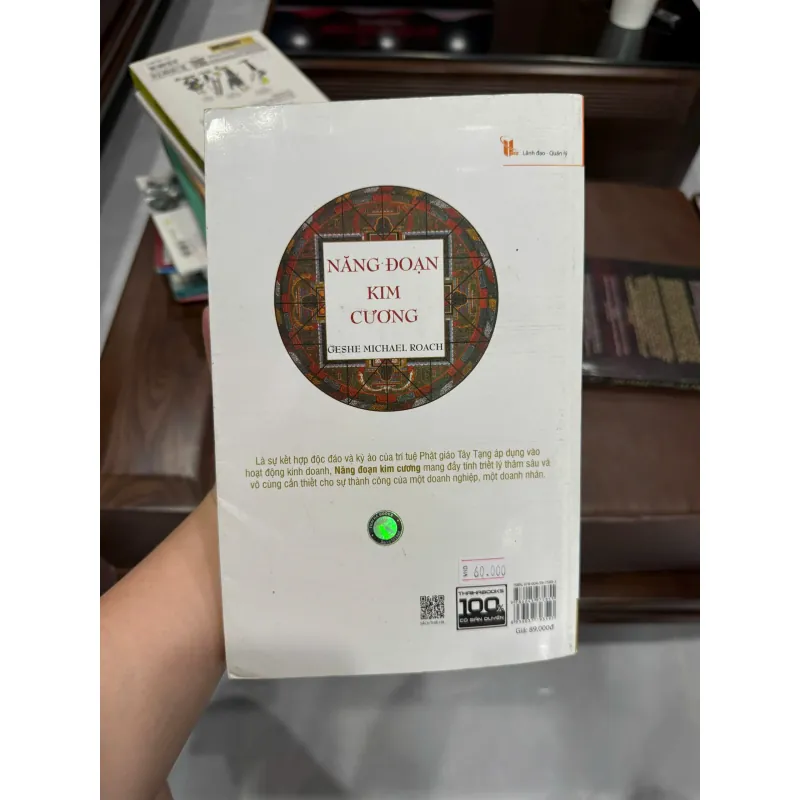 Lãnh đạo - Quản lý
NĂNG ĐOẠN
KIM
CƯƠNG
GESHE MICHAEL ROACH
Là sự kết hợp độc đáo và kỳ ảo của trí tuệ Phật giáo Tây Tạng áp dụng vào
hoạt động kinh doanh, Năng đoạn kim cương mang đầy tính triết lý thâm sâu và
vô cùng cần thiết cho sự thành công của một doanh nghiệp, một doanh nhân.
VND 60.000
THAIHABOOKS
100%
CÓ BẢN QUYỀN
Giá: 89.000đ